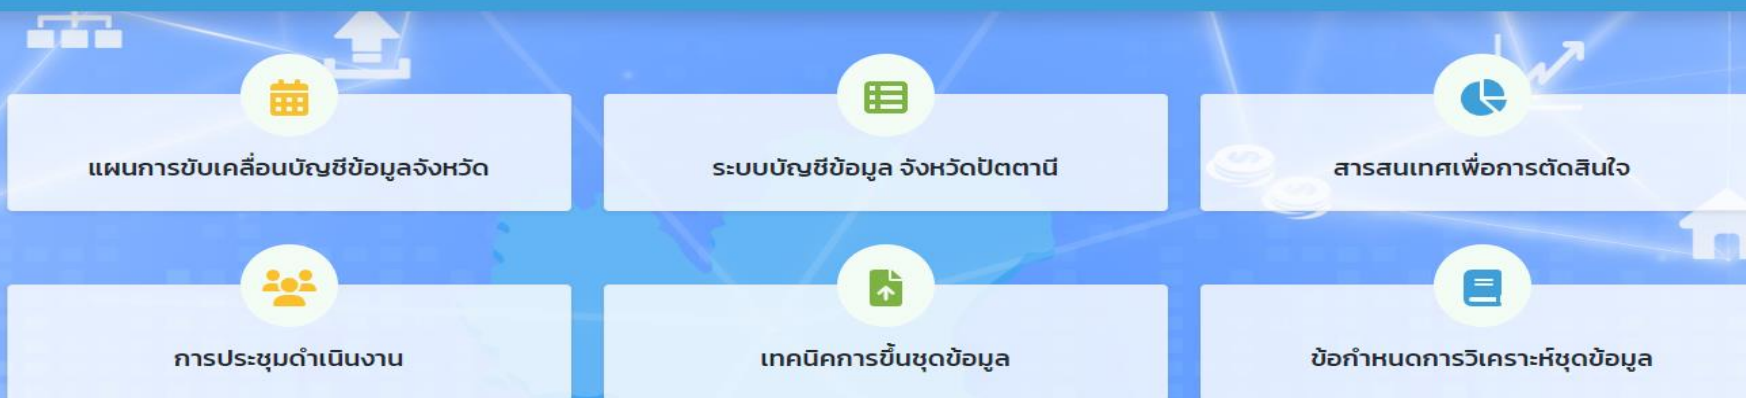 แผนการขับเคลื่อนบัญชีข้อมูลจังหวัด
ระบบบัญชีข้อมูล จังหวัดปัตตานี
สารสนเทศเพื่อการตัดสินใจ
การประชุมดำเนินงาน
เทคนิคการขึ้นชุดข้อมูล
ข้อกำหนดการวิเคราะห์ชุดข้อมูล